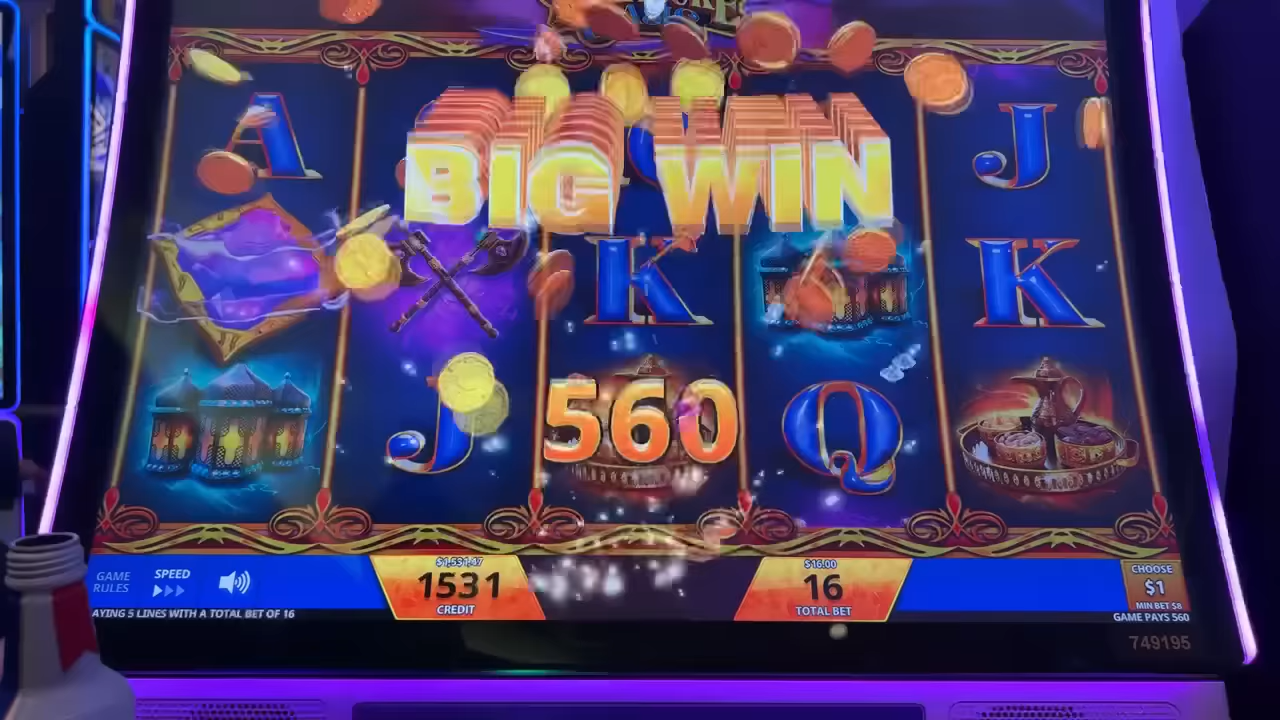 A
J
BIG WIN
K
K
J
560
Q
GAME RULES
SPEED
$1,531.47
1531
CREDIT
$16.00
16
TOTAL BET
CHOOSE
$1
MIN BET $8
AYING 5 LINES WITH A TOTAL BET OF 16
GAME PAYS 560
749195